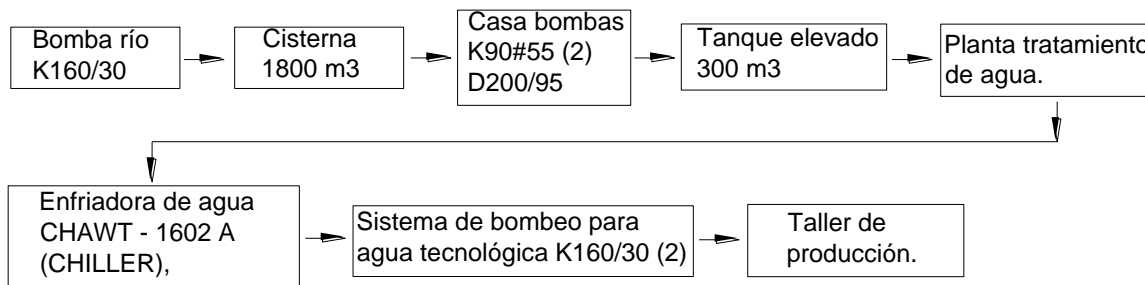 Bomba río
K160/30
Cisterna
1800 m3
Casa bombas
K90#55 (2)
D200/95
Tanque elevado
300 m3
Planta tratamiento
de agua.
Enfriadora de agua
CHAWT - 1602 A
(CHILLER),
Sistema de bombeo para
agua tecnológica K160/30 (2)
Taller de
producción.